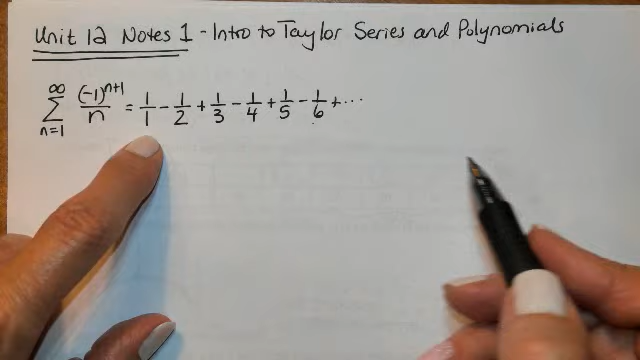 Unit 12 Notes 1 - Intro to Taylor Series and Polynomials
∞∑n=1 (-1)^(n+1)/n = 1/1 - 1/2 + 1/3 - 1/4 + 1/5 - 1/6 + ...